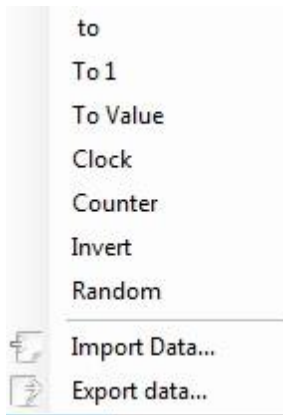 to
To 1
To Value
Clock
Counter
Invert
Random
Import Data...
Export data...